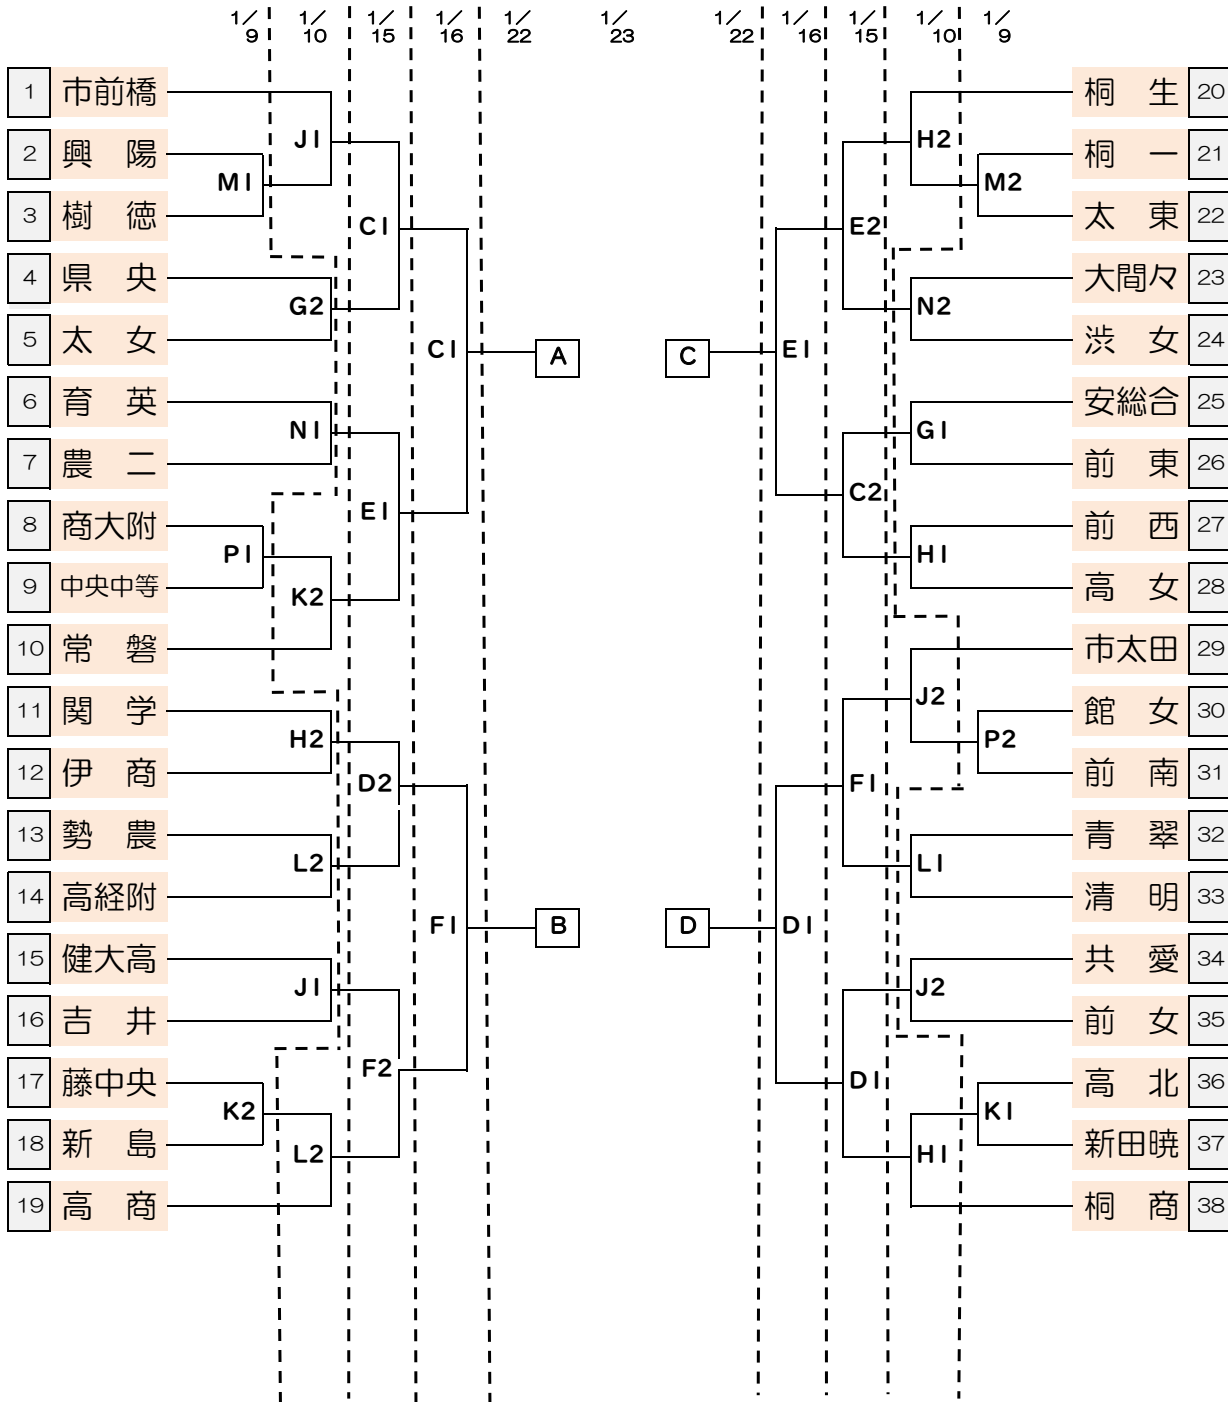 1/9 1/10 1/15 1/16 1/22 1/23 1/22 1/16 1/15 1/10 1/9
1 市前橋
2 興 陽
3 樹 徳
4 県 央
5 太 女
6 育 英
7 農 二
8 商大附
9 中央中等
10 常 磐
11 関 学
12 伊 商
13 勢 農
14 高経附
15 健大高
16 吉 井
17 藤中央
18 新 島
19 高 商
M1
P1
K2
J1
G2
N1
K2
H2
L2
J1
L2
C1
E1
D2
F2
C1
F1
A
B
C
D
E1
D1
E2
C2
F1
D1
H2
N2
G1
H1
J2
L1
J2
H1
M2
P2
K1
桐 生 20
桐 一 21
太 東 22
大間々 23
渋 女 24
安総合 25
前 東 26
前 西 27
高 女 28
市太田 29
館 女 30
前 南 31
青 翠 32
清 明 33
共 愛 34
前 女 35
高 北 36
新田暁 37
桐 商 38